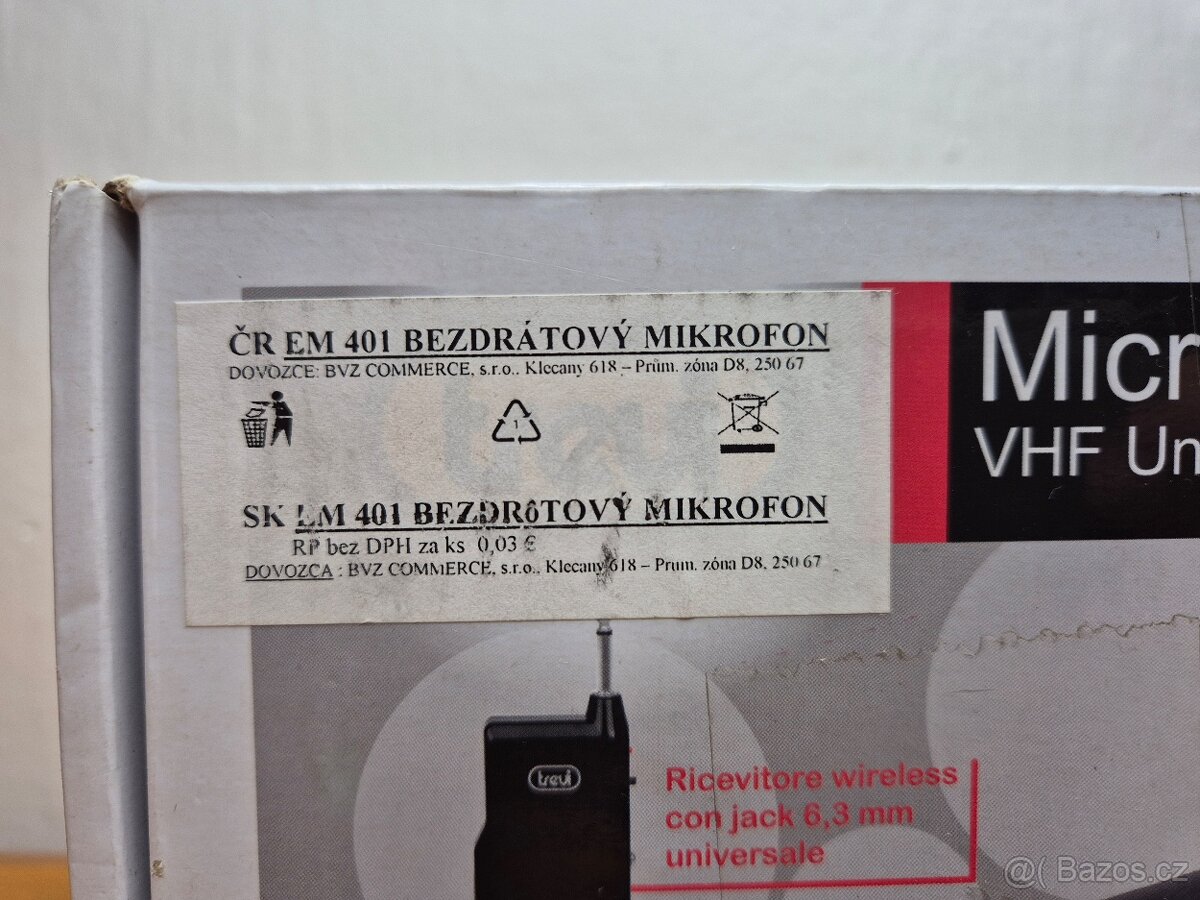 ČR EM 401 BEZDRÁTOVÝ MIKROFON
DOVOZCE: BVZ COMMERCE, s.r.o.. Klecany 618 – Prům. zóna D8, 250 67
1
SK EM 401 BEZDRôTOVÝ MIKROFON
RP bez DPH za ks 0,03 €
DOVOZCA : BVZ COMMERCE, s.r.o.. Klecany 618 – Prum. zóna D8, 250 67
Micr
VHF Un
trevi
Ricevitore wireless
con jack 6,3 mm
universale
@( Bazos.cz